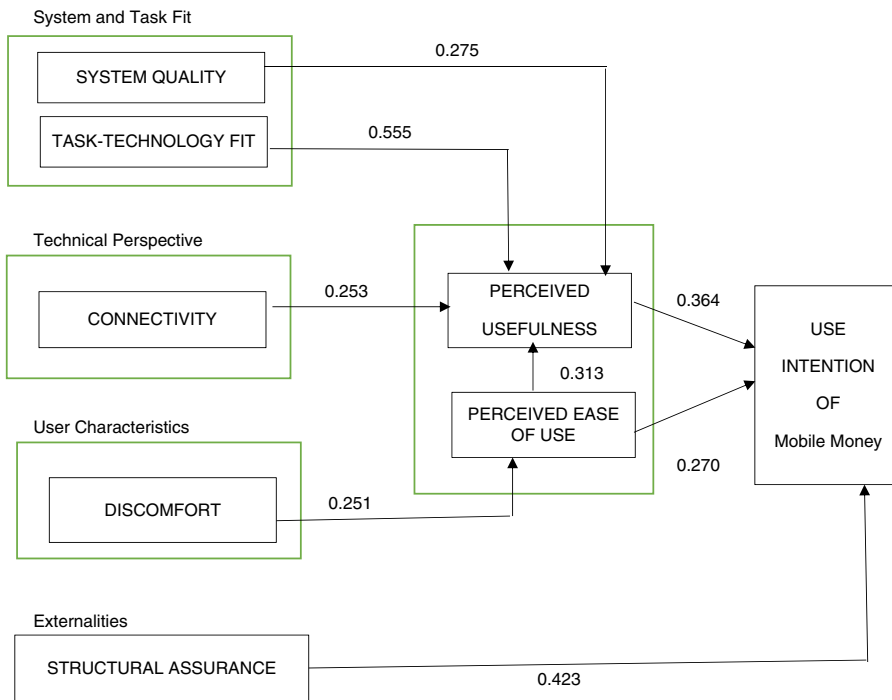 System and Task Fit
SYSTEM QUALITY
0.275
TASK-TECHNOLOGY FIT
0.555
Technical Perspective
CONNECTIVITY
0.253
PERCEIVED
USEFULNESS
0.364
USE
INTENTION
OF
Mobile Money
0.313
PERCEIVED EASE
OF USE
0.270
User Characteristics
DISCOMFORT
0.251
Externalities
STRUCTURAL ASSURANCE
0.423